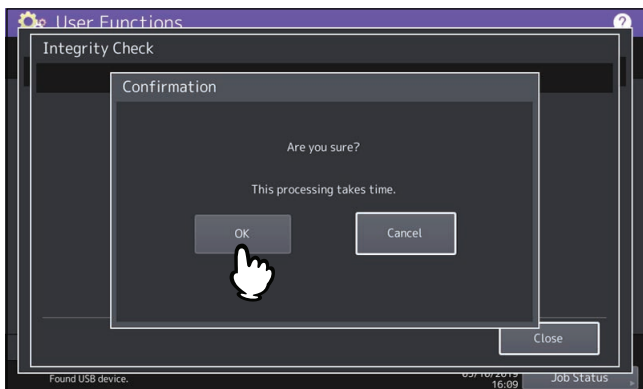 User Functions
?
Integrity Check
Confirmation
Are you sure?
This processing takes time.
OK
Cancel
Close
Found USB device.
16:09
Job Status